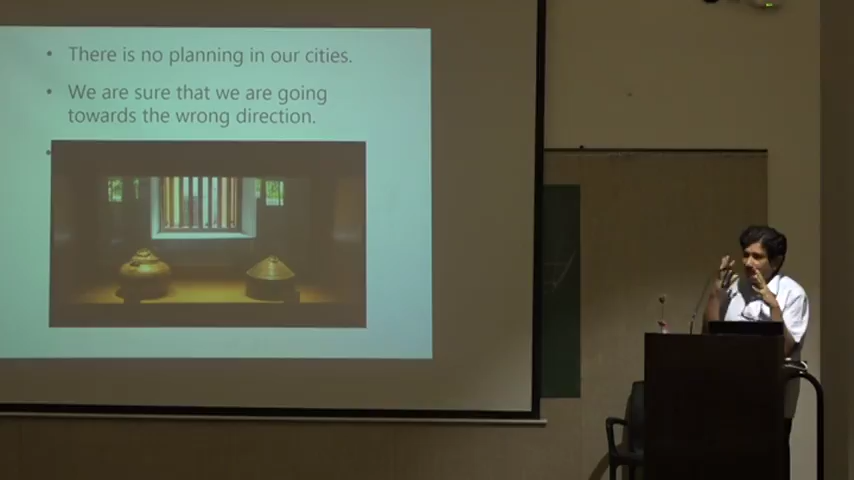 • There is no planning in our cities.
• We are sure that we are going
towards the wrong direction.
•